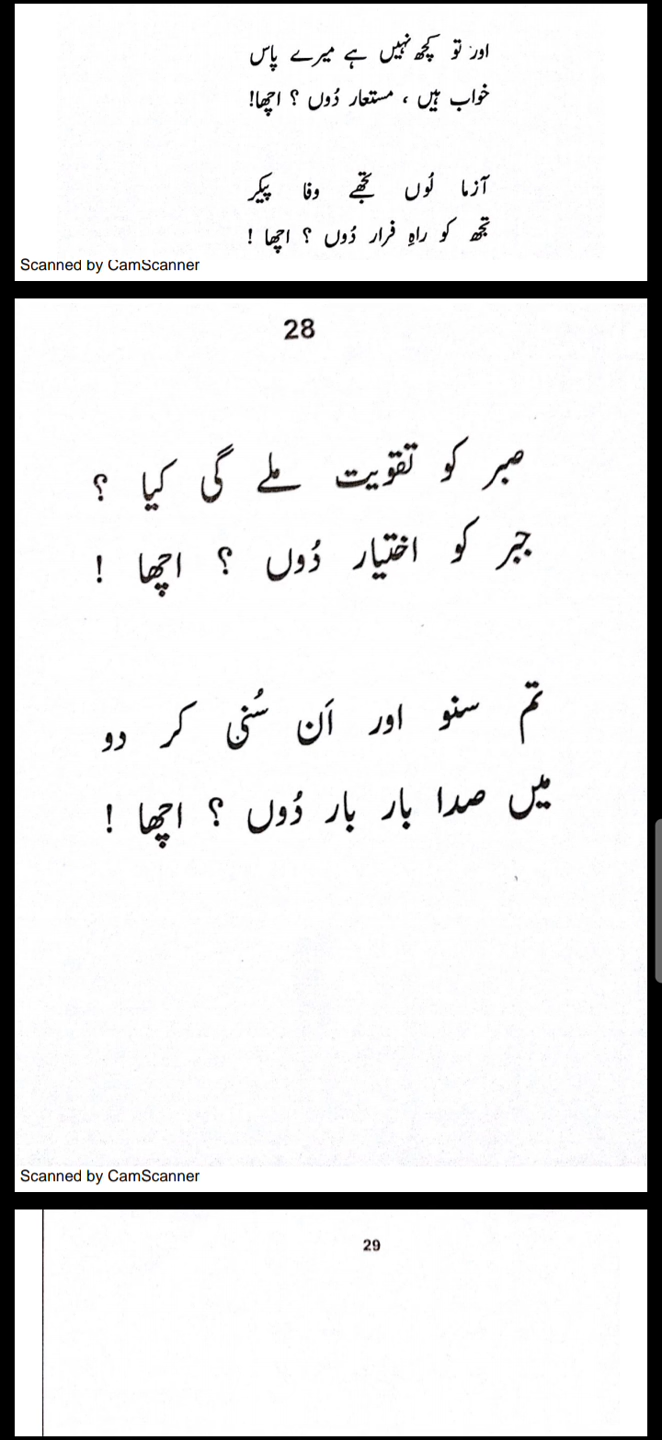 اور تو کچھ نہیں ہے میرے پاس
خواب ہیں ، مستعار دُوں ؟ اچھا!
آزما لُوں تجھے وفا پیکر
تجھ کو راہِ فرار دُوں ؟ اچھا !
Scanned by CamScanner
28
صبر کو تقویت ملے گی کیا ؟
جبر کو اختیار دُوں ؟ اچھا !
تم سنو اور اَن سُنی کر دو
میں صدا بار بار دُوں ؟ اچھا !
Scanned by CamScanner
29